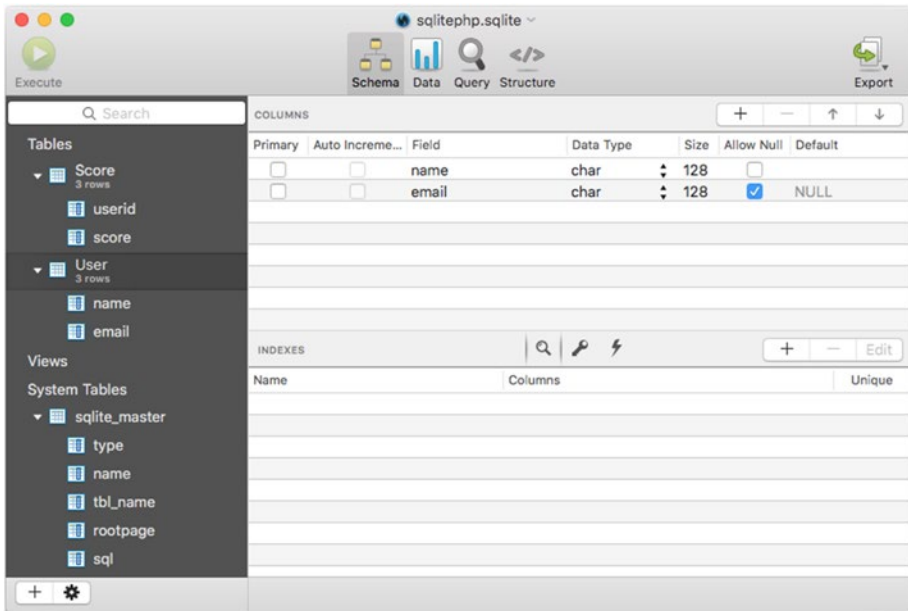 sqlitephp.sqlite
Execute
Schema Data Query Structure
Export
Search
Tables
Score
3 rows
userid
score
User
3 rows
name
email
Views
System Tables
sqlite_master
type
name
tbl_name
rootpage
sql
COLUMNS
Primary Auto Increme... Field Data Type Size Allow Null Default
name char 128
email char 128 NULL
INDEXES
Edit
Name Columns Unique